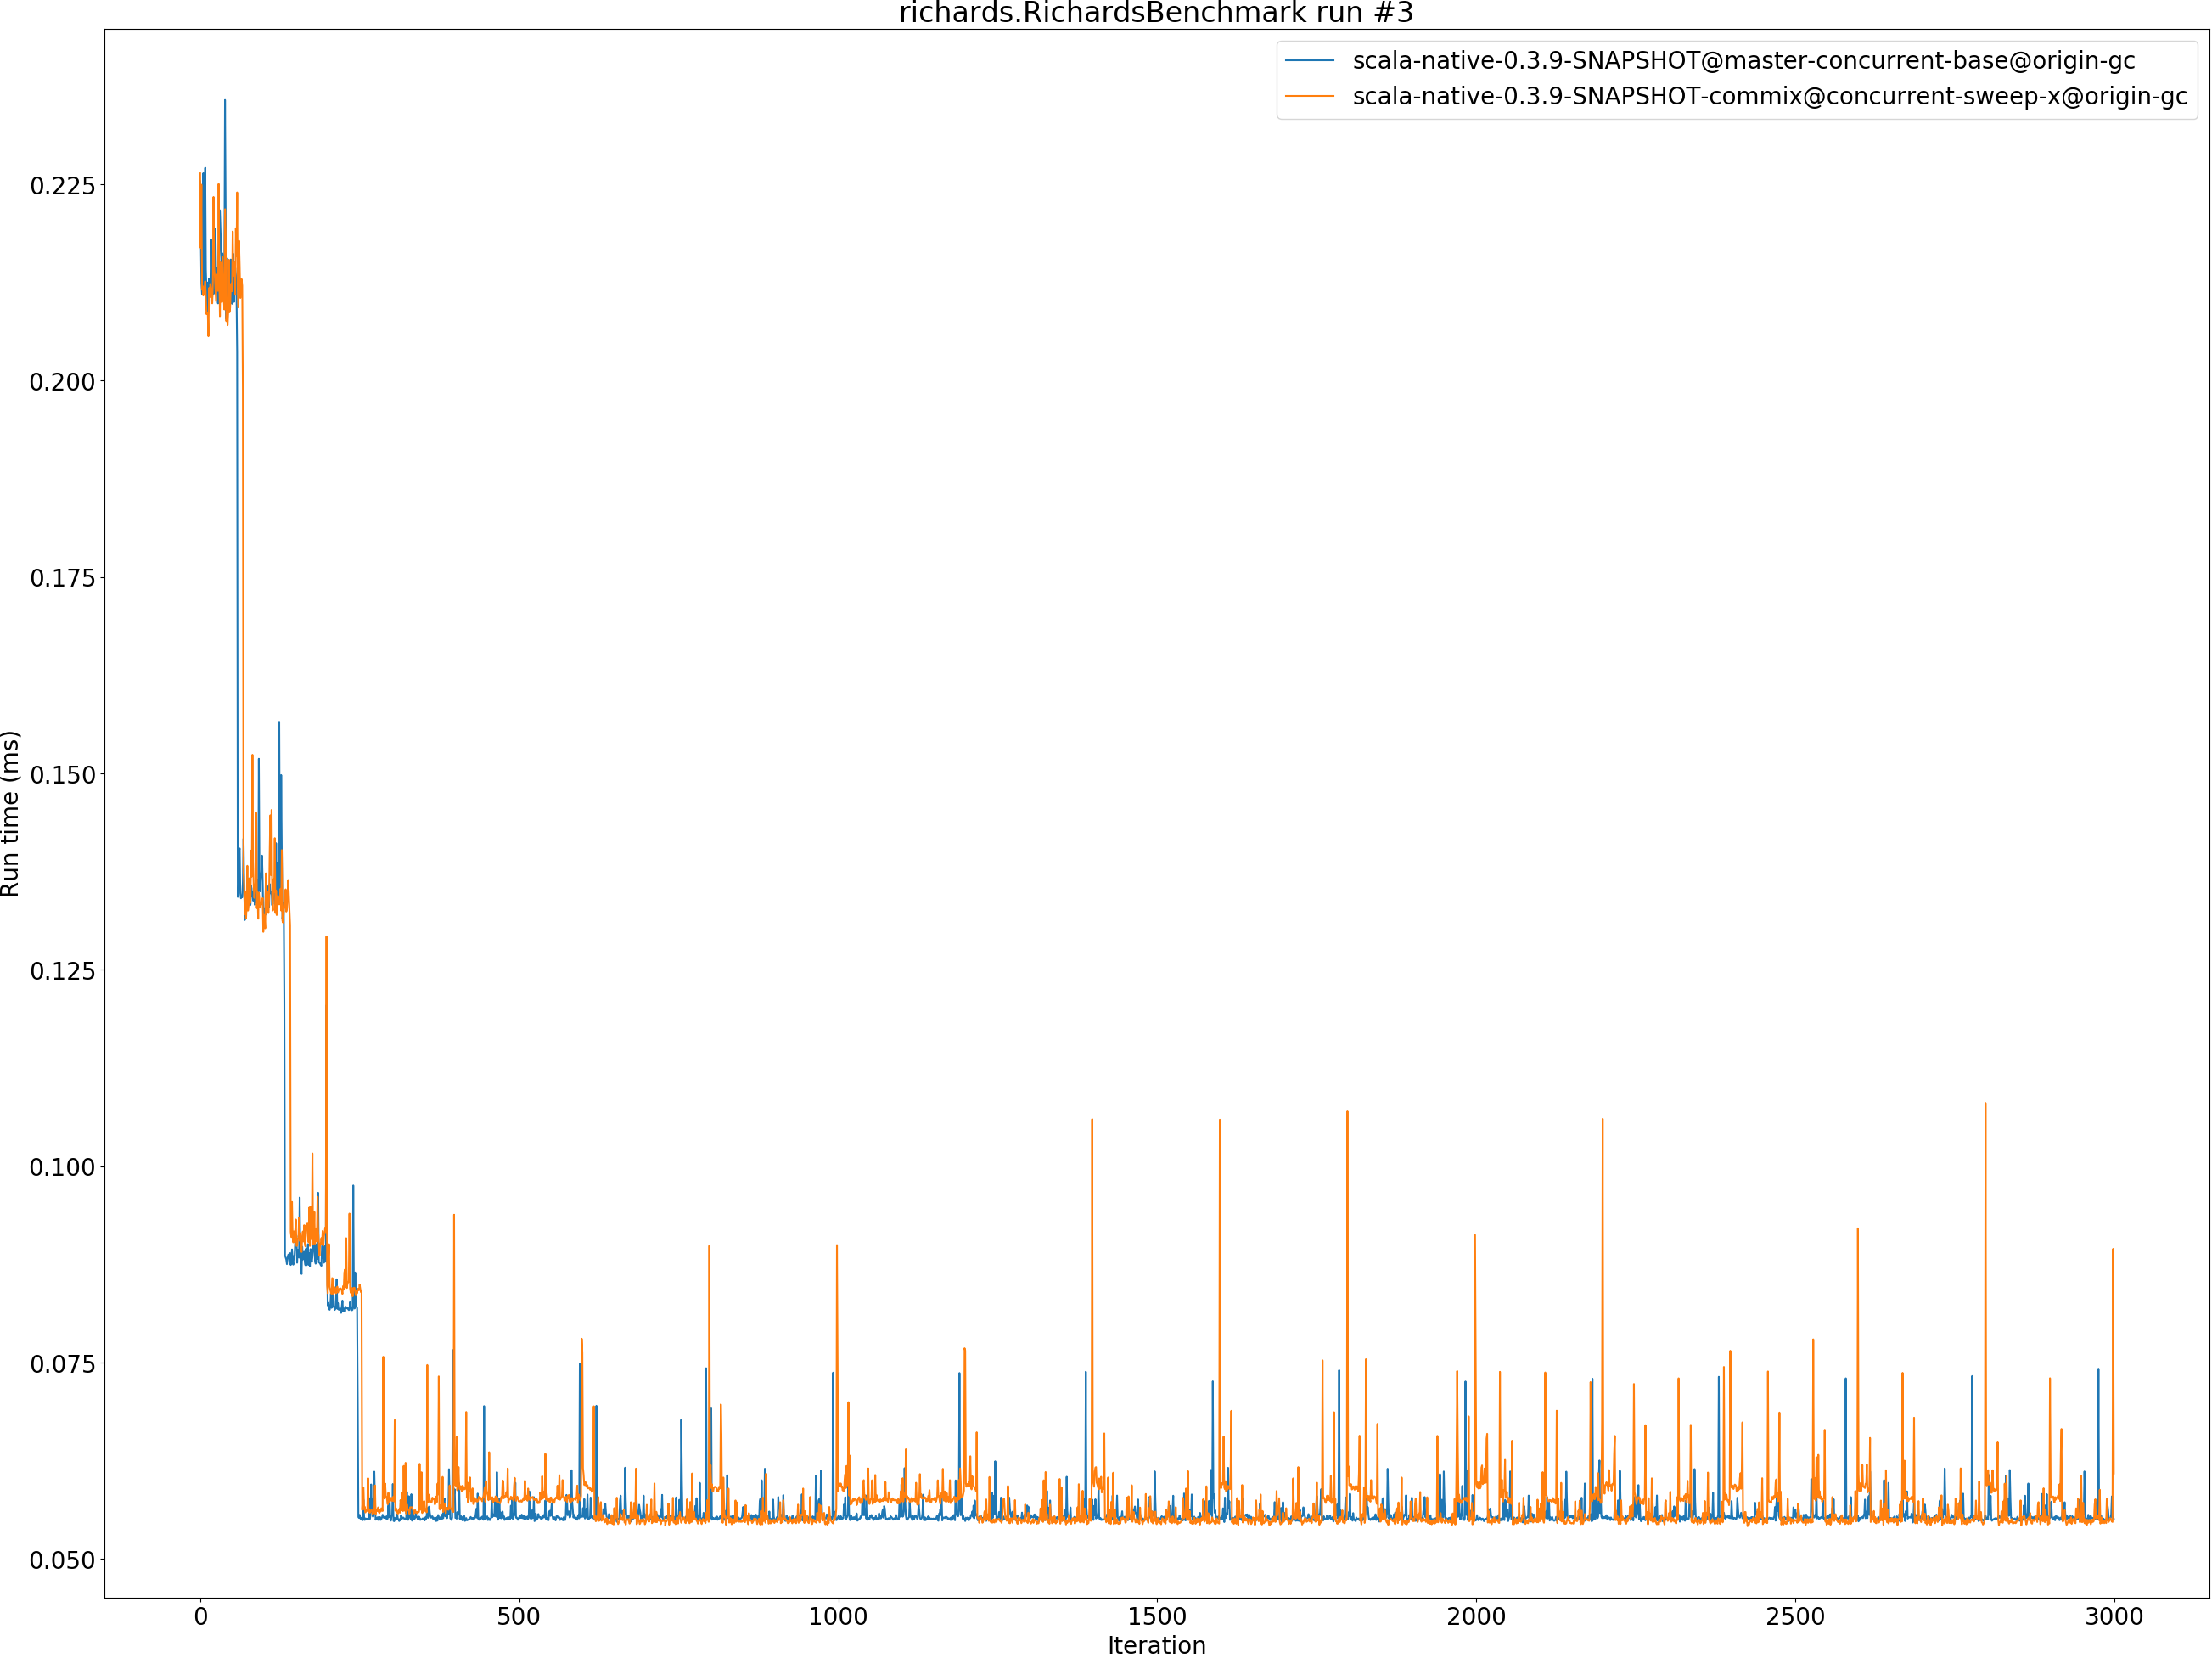 richards.RichardsBenchmark run #3
scala-native-0.3.9-SNAPSHOT@master-concurrent-base@origin-gc
scala-native-0.3.9-SNAPSHOT-commix@concurrent-sweep-x@origin-gc
Run time (ms)
0.225
0.200
0.175
0.150
0.125
0.100
0.075
0.050
0 500 1000 1500 2000 2500 3000
Iteration